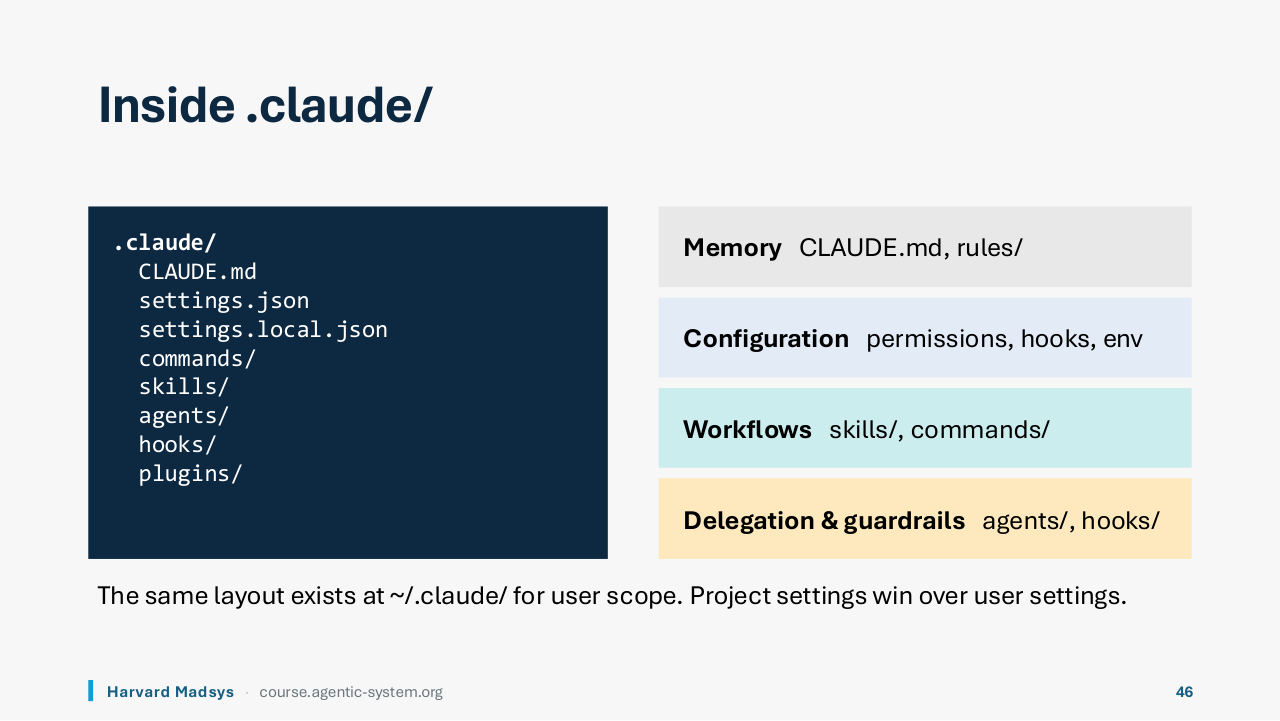 Inside .claude/
.claude/
CLAUDE.md
settings.json
settings.local.json
commands/
skills/
agents/
hooks/
plugins/
Memory CLAUDE.md, rules/
Configuration permissions, hooks, env
Workflows skills/, commands/
Delegation & guardrails agents/, hooks/
The same layout exists at ~/.claude/ for user scope. Project settings win over user settings.
Harvard Madsys · course.agentic-system.org
46